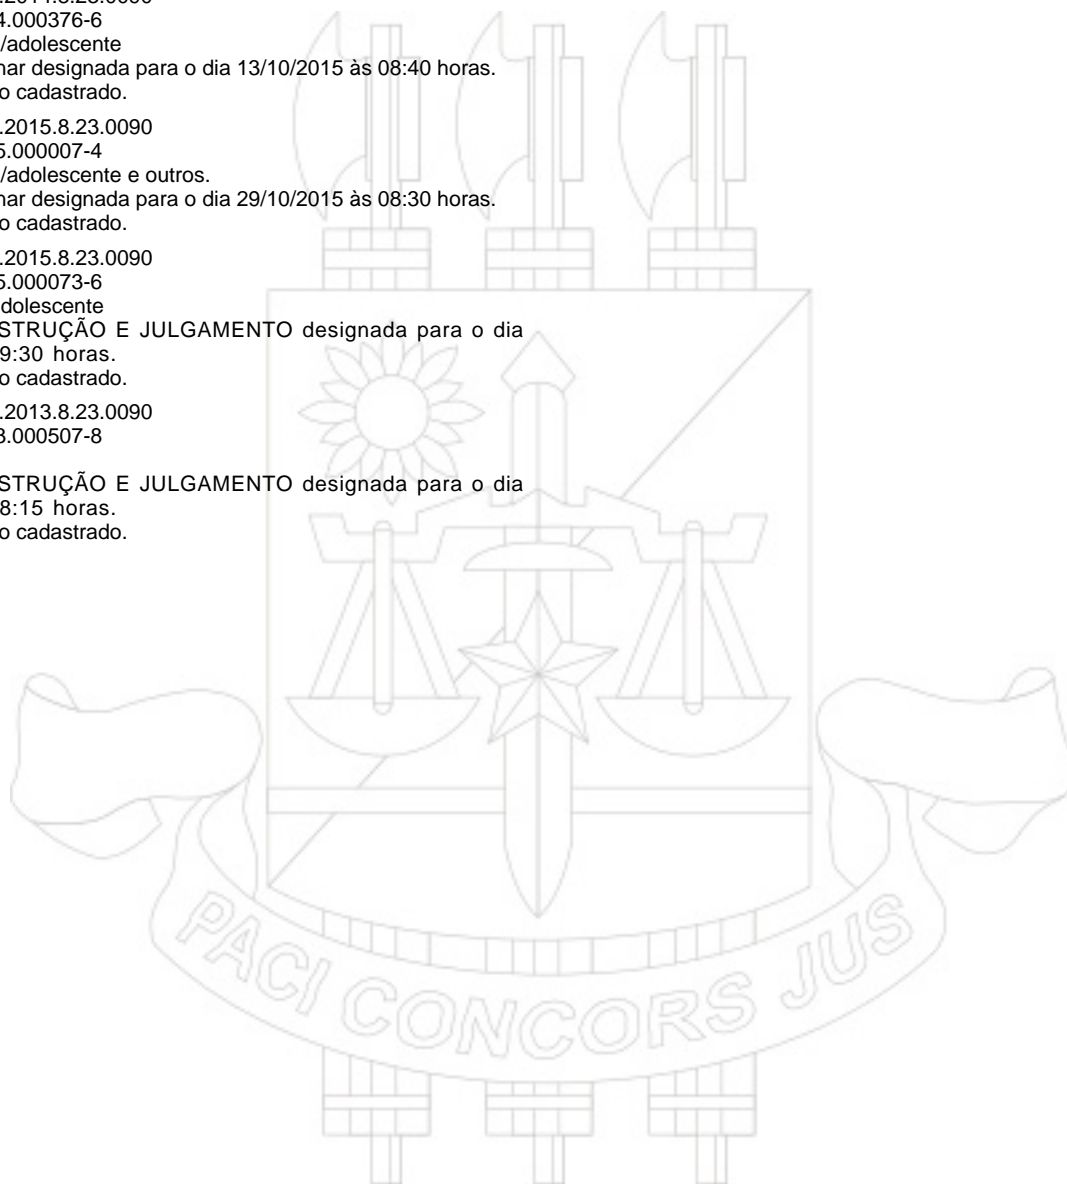 4.000376-6
/adolescente
nar designada para o dia 13/10/2015 às 08:40 horas.
o cadastrado.
.2015.8.23.0090
5.000007-4
/adolescente e outros.
nar designada para o dia 29/10/2015 às 08:30 horas.
o cadastrado.
.2015.8.23.0090
5.000073-6
dolescente
STRUÇÃO E JULGAMENTO designada para o dia
9:30 horas.
o cadastrado.
.2013.8.23.0090
3.000507-8
STRUÇÃO E JULGAMENTO designada para o dia
8:15 horas.
o cadastrado.
PACI CONCORS JUS